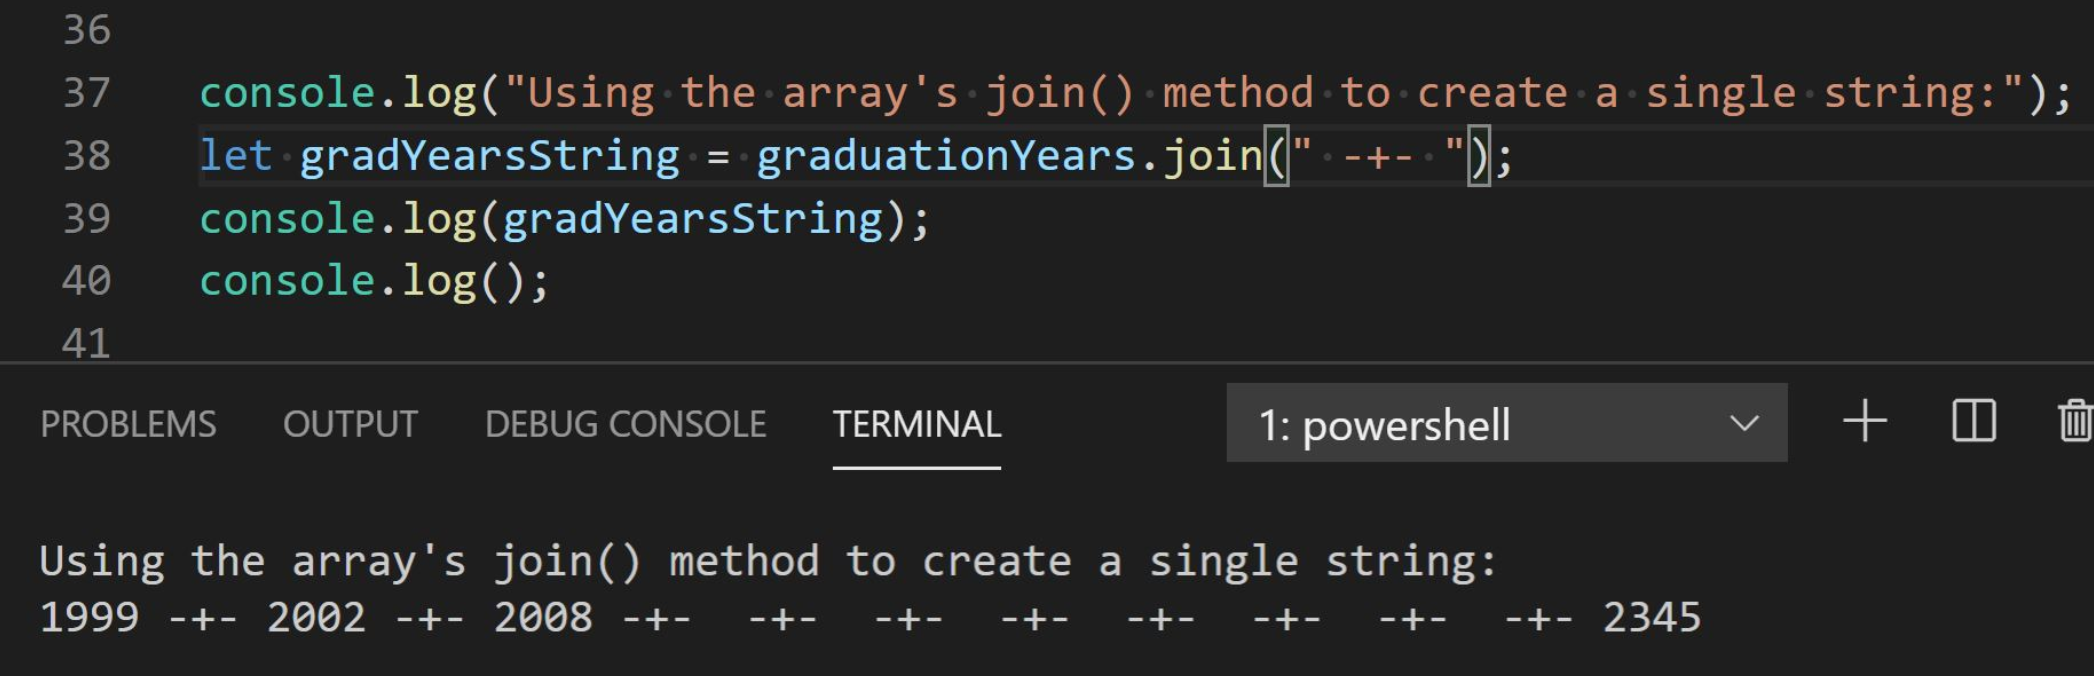 36
37 console.log("Using the array's join() method to create a single string:");
38 let gradYearsString = graduationYears.join(" -+- ");
39 console.log(gradYearsString);
40 console.log();
41
PROBLEMS OUTPUT DEBUG CONSOLE TERMINAL 1: powershell
Using the array's join() method to create a single string:
1999 -+- 2002 -+- 2008 -+-  -+-  -+-  -+-  -+-  -+-  -+-  -+- 2345